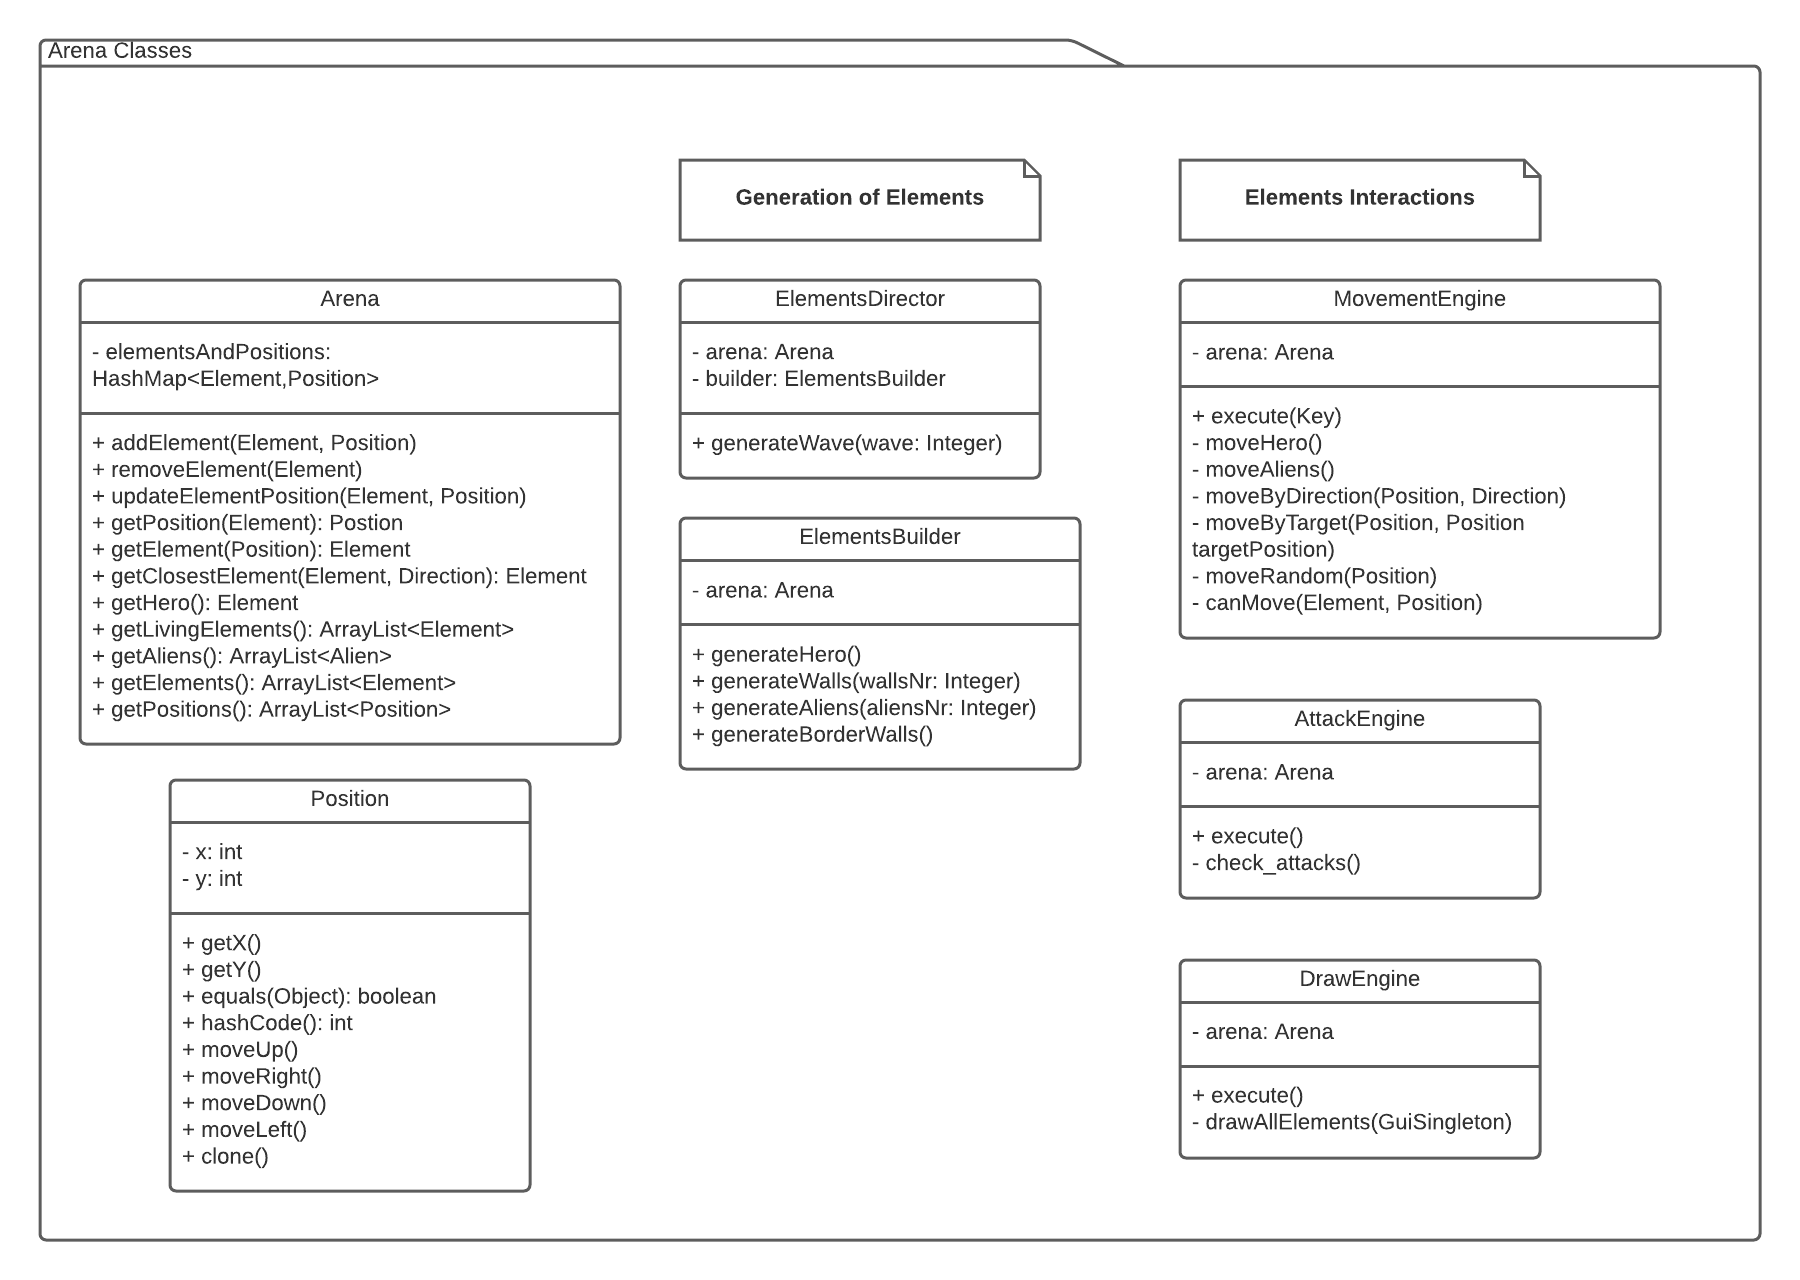 Arena Classes
Generation of Elements
Elements Interactions
Arena
- elementsAndPositions:
HashMap<Element,Position>
+ addElement(Element, Position)
+ removeElement(Element)
+ updateElementPosition(Element, Position)
+ getPosition(Element): Postion
+ getElement(Position): Element
+ getClosestElement(Element, Direction): Element
+ getHero(): Element
+ getLivingElements(): ArrayList<Element>
+ getAliens(): ArrayList<Alien>
+ getElements(): ArrayList<Element>
+ getPositions(): ArrayList<Position>
Position
- x: int
- y: int
+ getX()
+ getY()
+ equals(Object): boolean
+ hashCode(): int
+ moveUp()
+ moveRight()
+ moveDown()
+ moveLeft()
+ clone()
ElementsDirector
- arena: Arena
- builder: ElementsBuilder
+ generateWave(wave: Integer)
ElementsBuilder
- arena: Arena
+ generateHero()
+ generateWalls(wallsNr: Integer)
+ generateAliens(aliensNr: Integer)
+ generateBorderWalls()
MovementEngine
- arena: Arena
+ execute(Key)
- moveHero()
- moveAliens()
- moveByDirection(Position, Direction)
- moveByTarget(Position, Position
targetPosition)
- moveRandom(Position)
- canMove(Element, Position)
AttackEngine
- arena: Arena
+ execute()
- check_attacks()
DrawEngine
- arena: Arena
+ execute()
- drawAllElements(GuiSingleton)